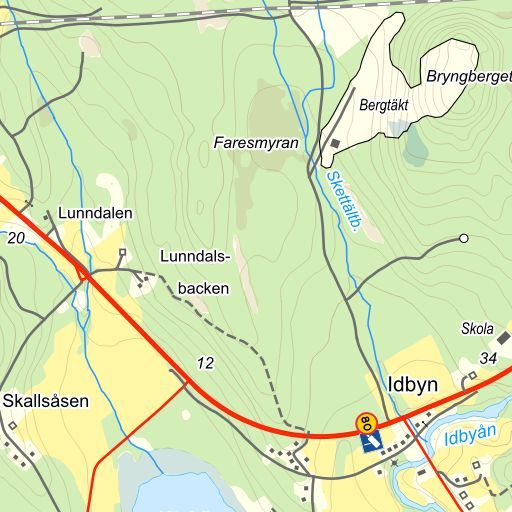 Bryngberget
Bergtäkt
Faresmyran
Skettältb.
Lunndalen
20
Lunndals-
backen
Skola
12
34
Idbyn
Skallsåsen
80
Idbyån